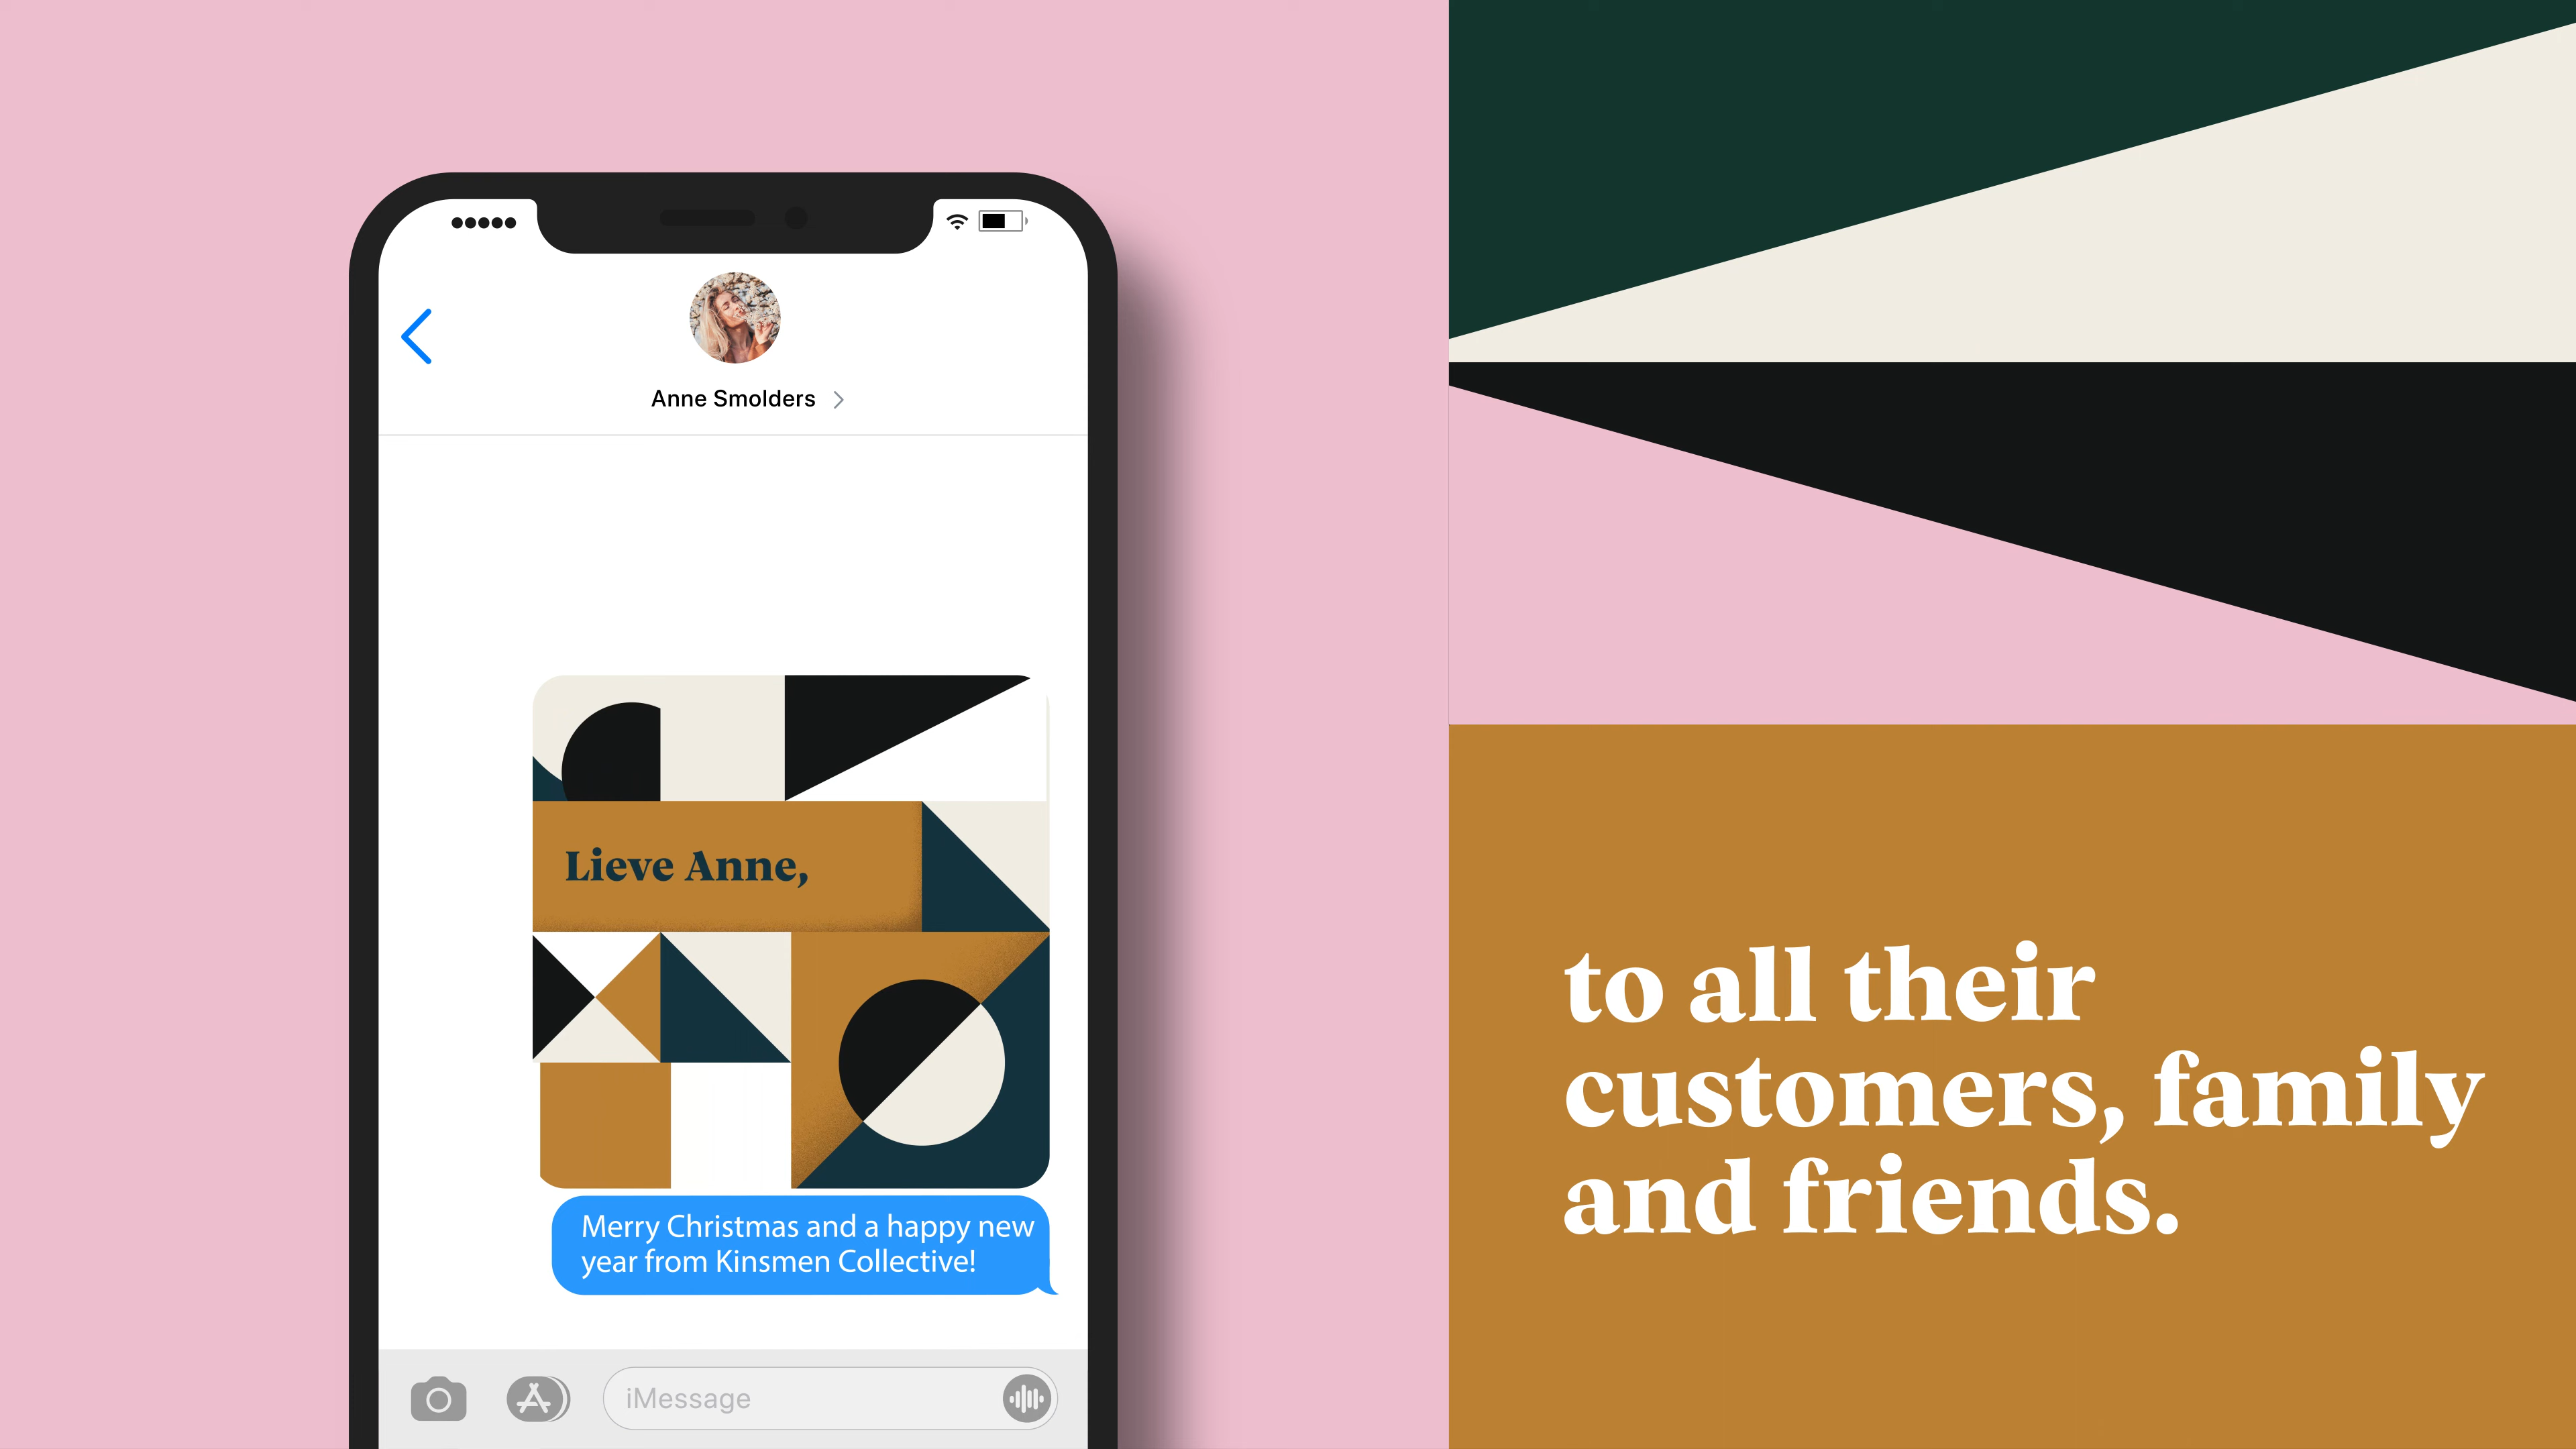 Anne Smolders
Lieve Anne,
Merry Christmas and a happy new
year from Kinsmen Collective!
iMessage
to all their
customers, family
and friends.